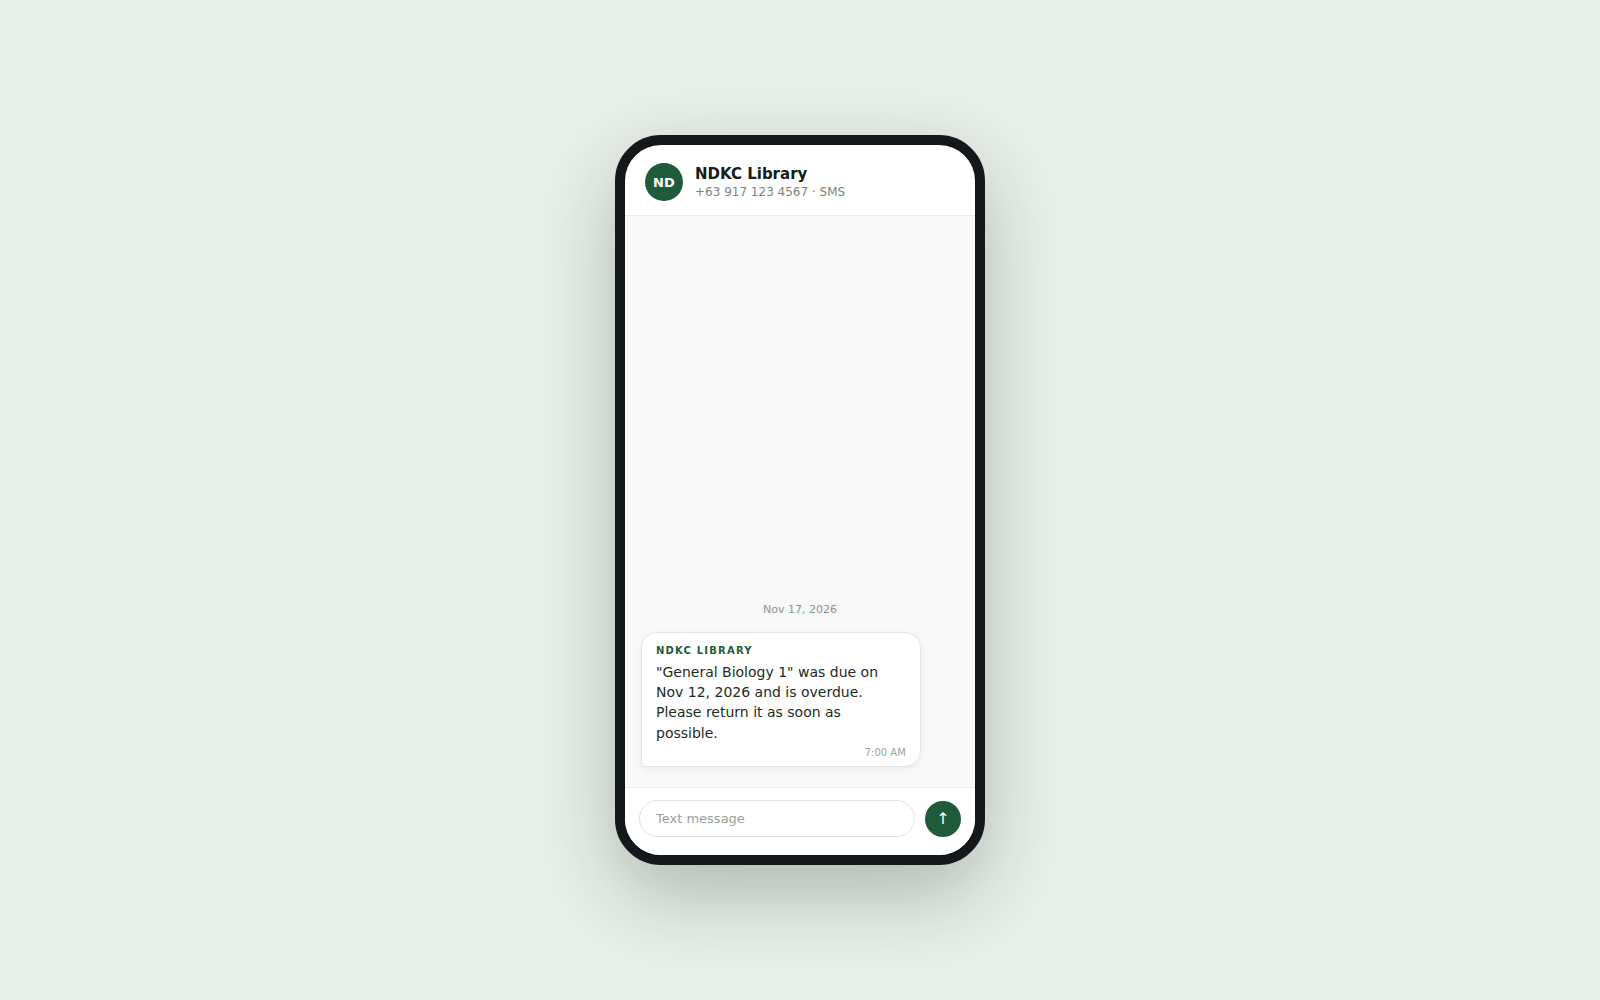 ND
NDKC Library
+63 917 123 4567 · SMS
Nov 17, 2026
NDKC LIBRARY
"General Biology 1" was due on
Nov 12, 2026 and is overdue.
Please return it as soon as
possible.
7:00 AM
Text message
↑